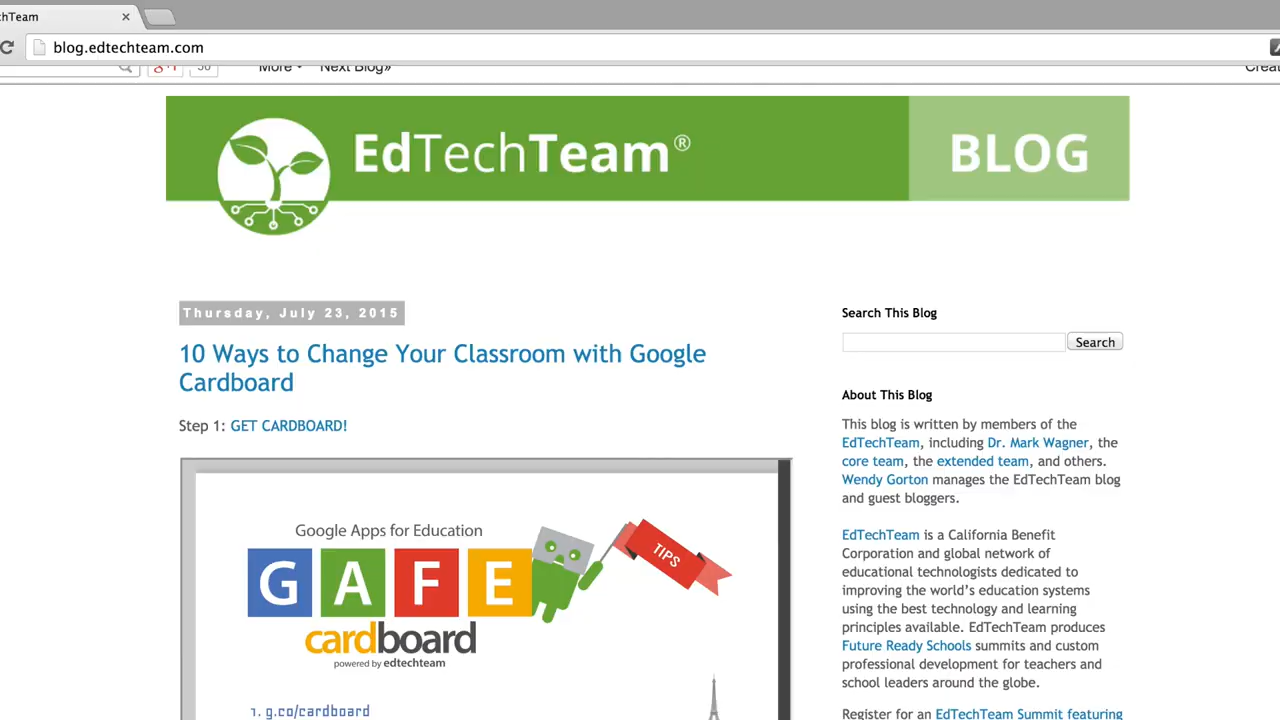 hTeam
blog.edtechteam.com
More
Next Blog»
EdTechTeam®
BLOG
Thursday, July 23, 2015
10 Ways to Change Your Classroom with Google
Cardboard
Step 1: GET CARDBOARD!
Google Apps for Education
GAFE
TIPS
cardboard
powered by edtechteam
1. g.co/cardboard
Search This Blog
Search
About This Blog
This blog is written by members of the
EdTechTeam, including Dr. Mark Wagner, the
core team, the extended team, and others.
Wendy Gorton manages the EdTechTeam blog
and guest bloggers.
EdTechTeam is a California Benefit
Corporation and global network of
educational technologists dedicated to
improving the world's education systems
using the best technology and learning
principles available. EdTechTeam produces
Future Ready Schools summits and custom
professional development for teachers and
school leaders around the globe.
Register for an EdTechTeam Summit featuring